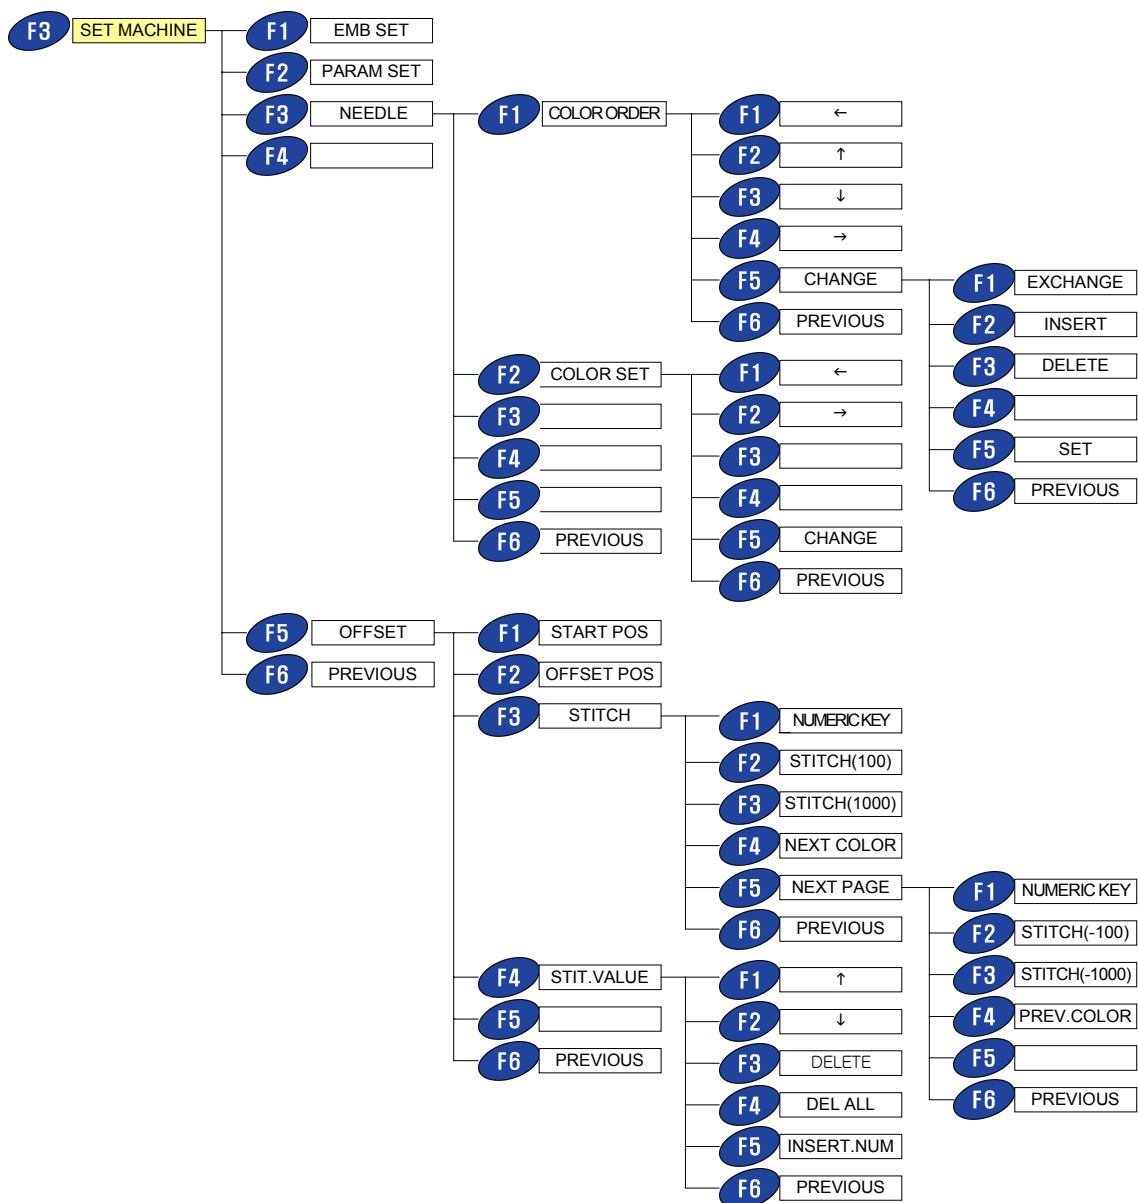 F3 SET MACHINE F1 EMB SET
F2 PARAM SET
F3 NEEDLE F1 COLOR ORDER F1 ←
F4 F2 ↑
F3 ↓
F4 →
F5 CHANGE F1 EXCHANGE
F6 PREVIOUS F2 INSERT
F2 COLOR SET F1 ← F3 DELETE
F3 F2 → F4
F4 F3 F5 SET
F5 F4 F6 PREVIOUS
F6 PREVIOUS F5 CHANGE
F6 PREVIOUS
F5 OFFSET F1 START POS
F6 PREVIOUS F2 OFFSET POS
F3 STITCH F1 _NUMERIC KEY
F2 STITCH(100)
F3 STITCH(1000)
F4 NEXT COLOR
F5 NEXT PAGE F1 NUMERIC KEY
F6 PREVIOUS F2 STITCH(-100)
F4 STIT.VALUE F1 ↑ F3 STITCH(-1000)
F5 F2 ↓ F4 PREV.COLOR
F6 PREVIOUS F3 DELETE F5
F4 DEL ALL F6 PREVIOUS
F5 INSERT.NUM
F6 PREVIOUS